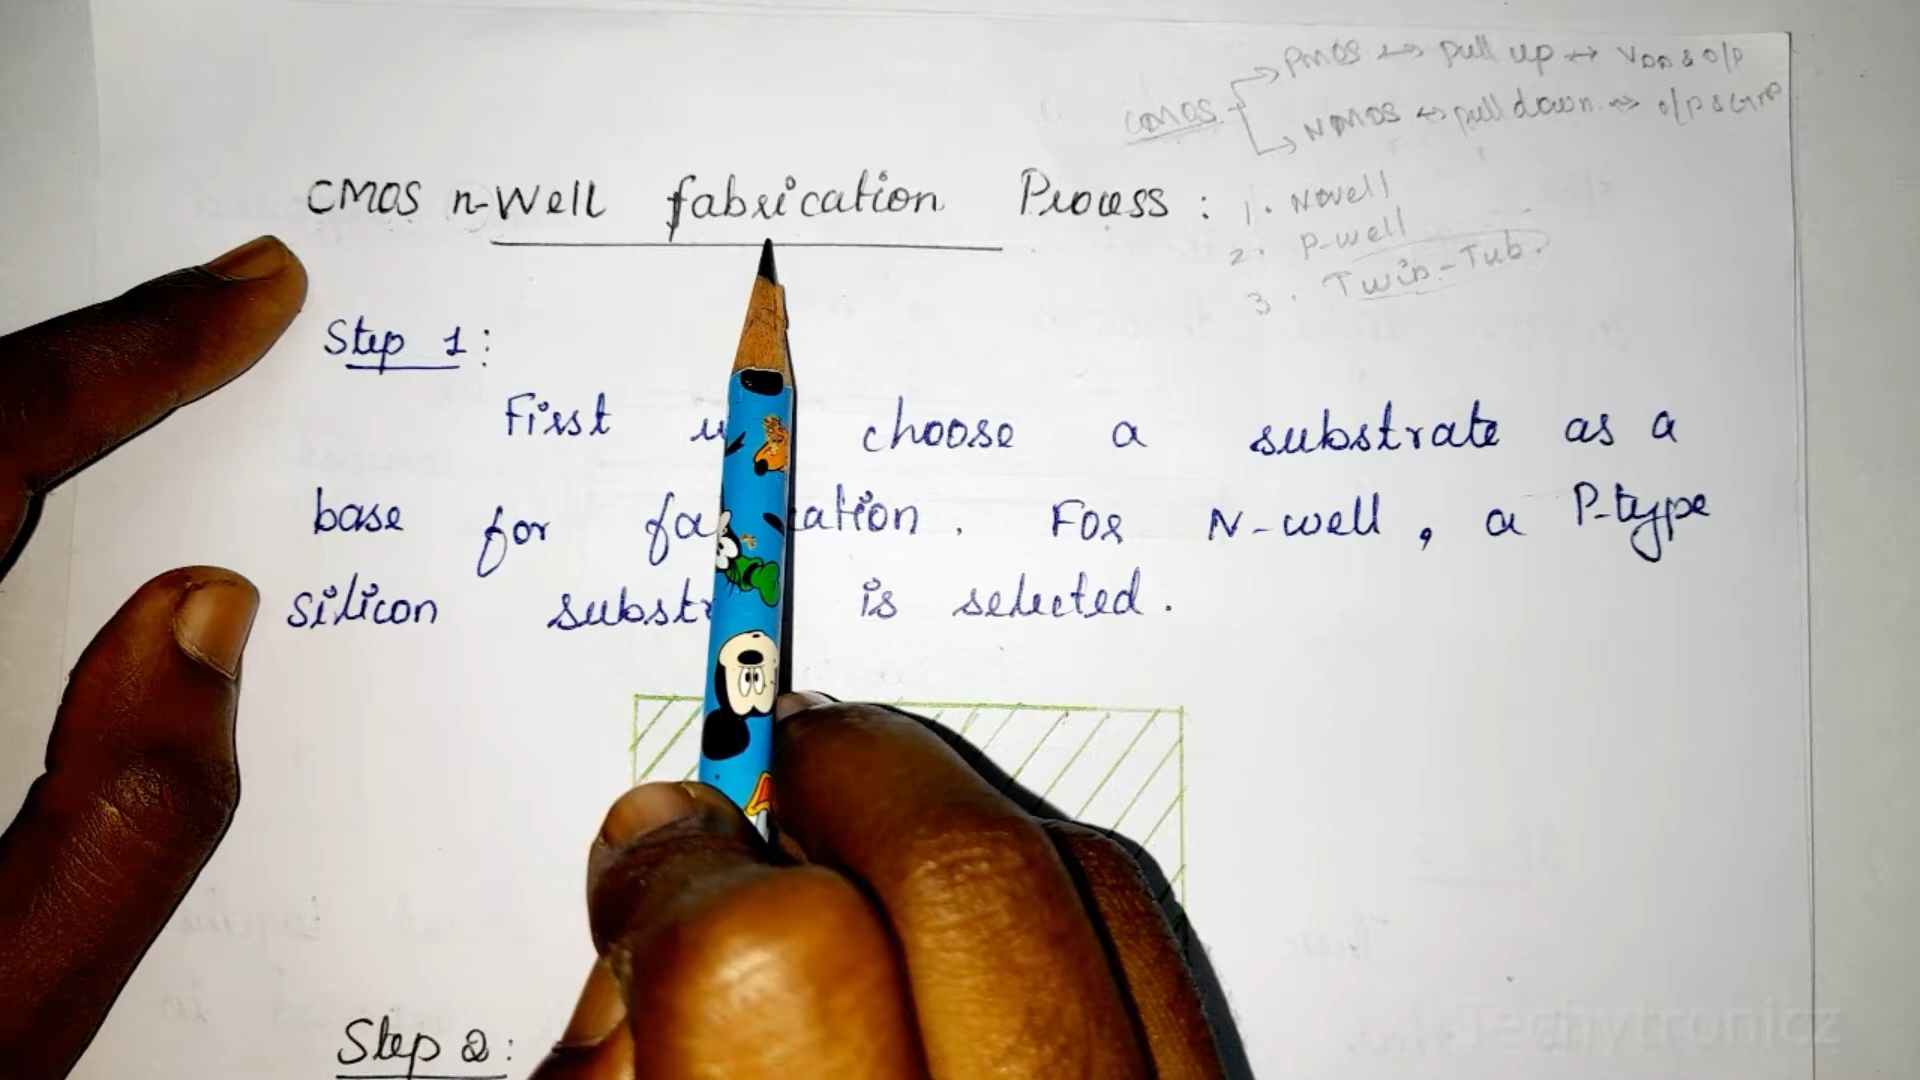 CMOS PMOS ↔ pull up ↔ VDD & o/p
NMOS ↔ pull down ↔ o/p & GND
CMOS n-Well fabrication Process :
1. Nwell
2. P-well
3. Twin-Tub.
Step 1 :
First choose a substrate as a
base for . For N-well, a P-type
silicon is selected.
Step 2 :
Techytronicz